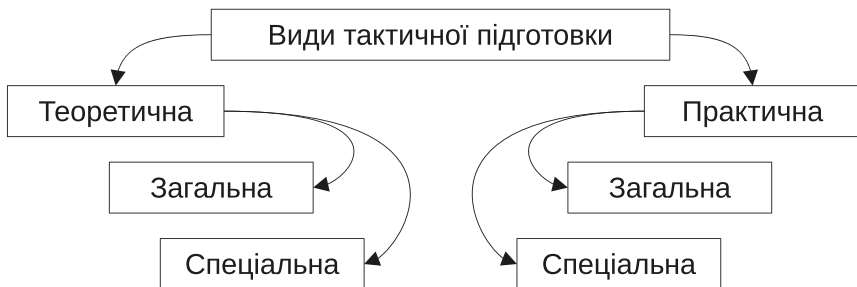 Види тактичної підготовки
Теоретична
Практична
Загальна
Загальна
Спеціальна
Спеціальна